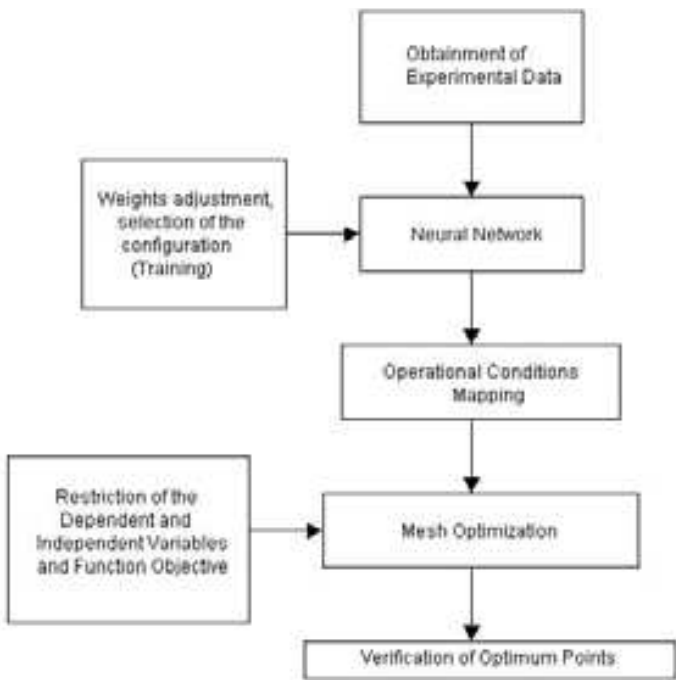 Obtainment of
Experimental Data
Weights adjustment,
selection of the
configuration
(Training)
Neural Network
Operational Conditions
Mapping
Restriction of the
Dependent and
Independent Variables
and Function Objective
Mesh Optimization
Verification of Optimum Points